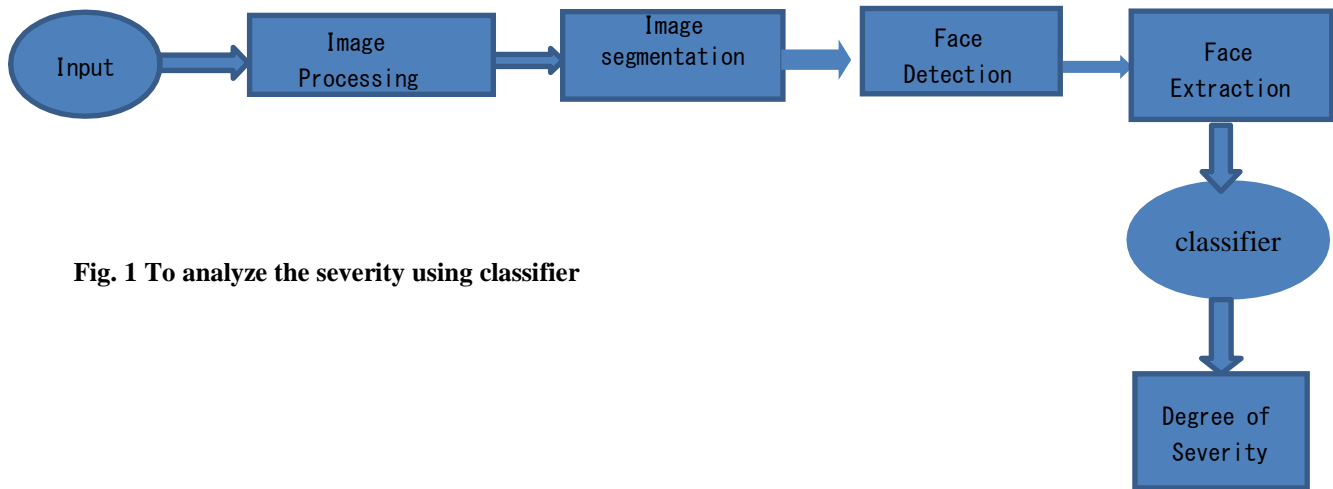 Input
Image
Processing
Image
segmentation
Face
Detection
Face
Extraction
classifier
Degree of
Severity
Fig. 1 To analyze the severity using classifier